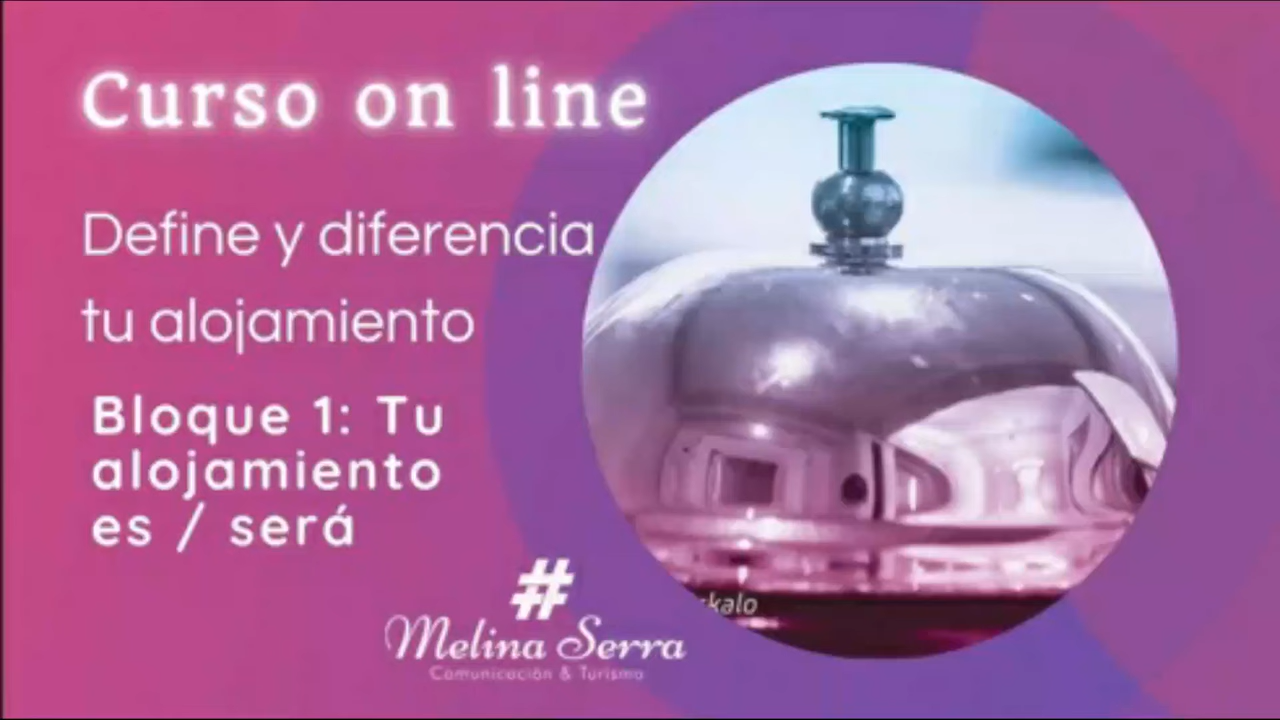 Curso on line
Define y diferencia
tu alojamiento
Bloque 1: Tu
alojamiento
es / será
#
Melina Serra
Comunicación & Turismo